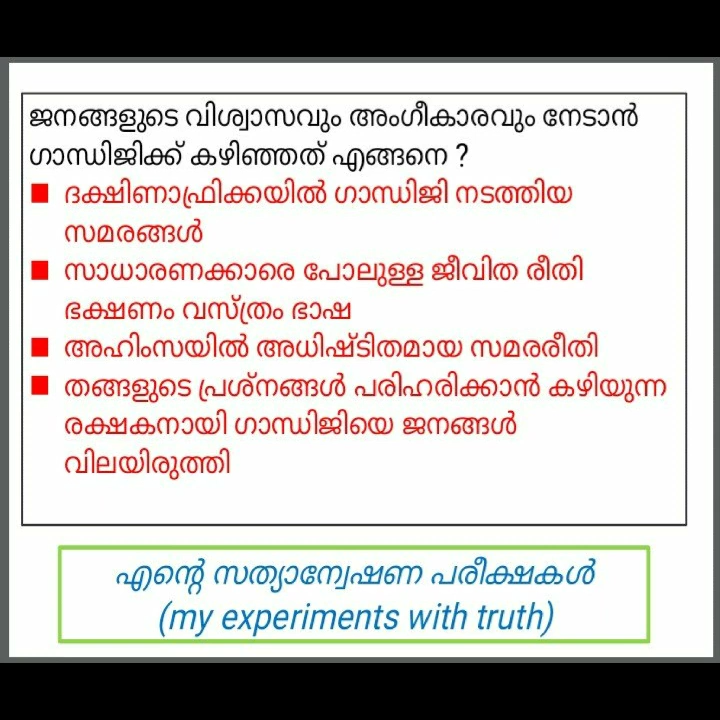 ജനങ്ങളുടെ വിശ്വാസവും അംഗീകാരവും നേടാൻ
ഗാന്ധിജിക്ക് കഴിഞ്ഞത് എങ്ങനെ ?
■ ദക്ഷിണാഫ്രിക്കയിൽ ഗാന്ധിജി നടത്തിയ
സമരങ്ങൾ
■ സാധാരണക്കാരെ പോലുള്ള ജീവിത രീതി
ഭക്ഷണം വസ്ത്രം ഭാഷ
■ അഹിംസയിൽ അധിഷ്ടിതമായ സമരരീതി
■ തങ്ങളുടെ പ്രശ്നങ്ങൾ പരിഹരിക്കാൻ കഴിയുന്ന
രക്ഷകനായി ഗാന്ധിജിയെ ജനങ്ങൾ
വിലയിരുത്തി
എന്റെ സത്യാന്വേഷണ പരീക്ഷകൾ
(my experiments with truth)